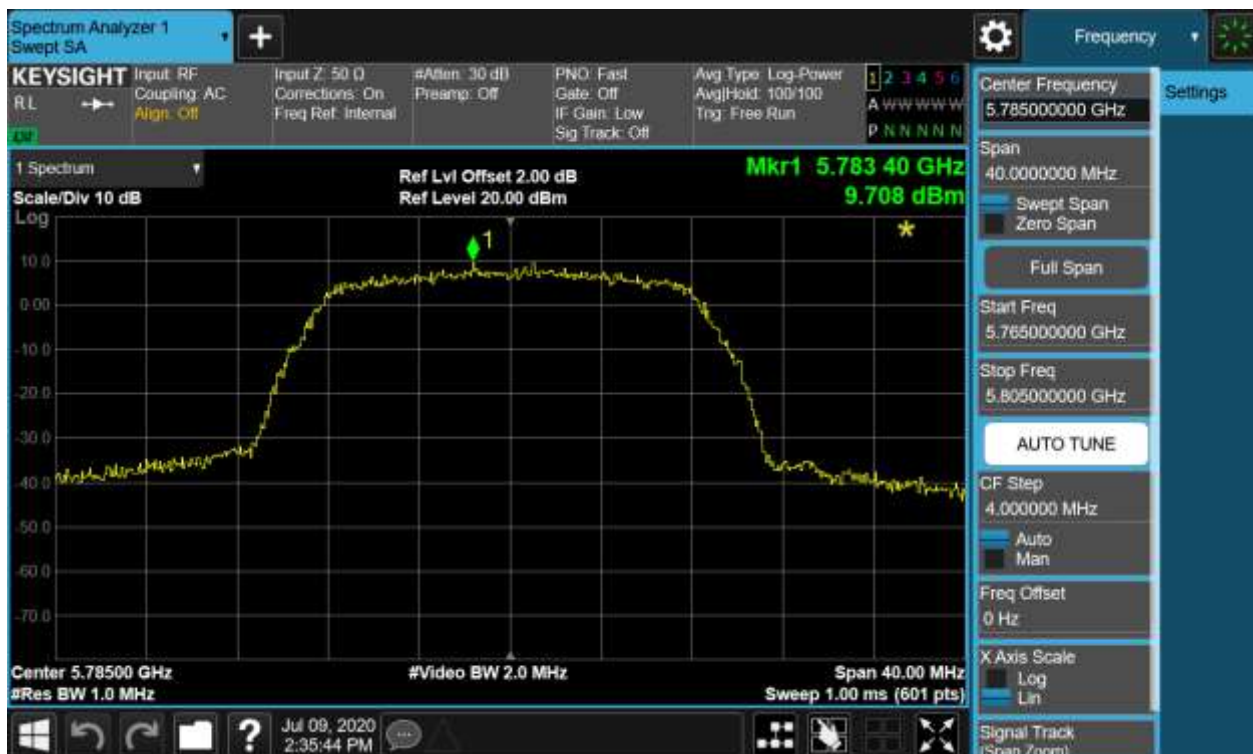 Spectrum Analyzer 1
Swept SA
+
Frequency
KEYSIGHT
RL
Input: RF
Coupling: AC
Align: Off
Input Z: 50 Ω
Corrections: On
Freq Ref: Internal
#Atten: 30 dB
Preamp: Off
PNO: Fast
Gate: Off
IF Gain: Low
Sig Track: Off
Avg Type: Log-Power
Avg|Hold: 100/100
Trig: Free Run
1 2 3 4 5 6
A W W W W W
P N N N N N
1 Spectrum
Scale/Div 10 dB
Log
Ref Lvl Offset 2.00 dB
Ref Level 20.00 dBm
Mkr1 5.783 40 GHz
9.708 dBm
1
10.0
0.00
-10.0
-20.0
-30.0
-40.0
-50.0
-60.0
-70.0
Center 5.78500 GHz
#Res BW 1.0 MHz
#Video BW 2.0 MHz
Span 40.00 MHz
Sweep 1.00 ms (601 pts)
Jul 09, 2020
2:35:44 PM
Center Frequency
5.785000000 GHz
Span
40.0000000 MHz
Swept Span
Zero Span
Full Span
Start Freq
5.765000000 GHz
Stop Freq
5.805000000 GHz
AUTO TUNE
CF Step
4.000000 MHz
Auto
Man
Freq Offset
0 Hz
X Axis Scale
Log
Lin
Signal Track
(Span Zoom)
Settings